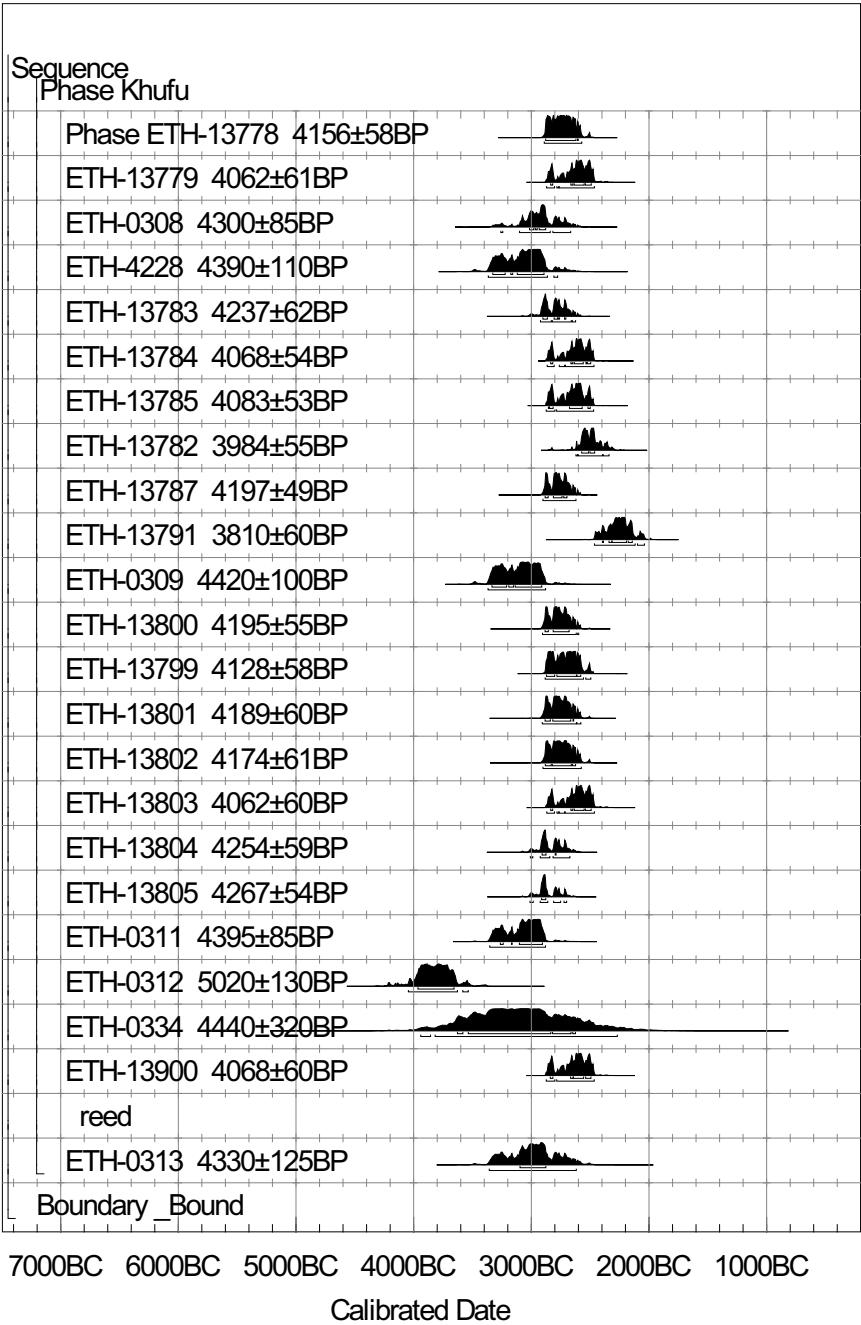 Sequence
Phase Khufu
Phase ETH-13778 4156±58BP
ETH-13779 4062±61BP
ETH-0308 4300±85BP
ETH-4228 4390±110BP
ETH-13783 4237±62BP
ETH-13784 4068±54BP
ETH-13785 4083±53BP
ETH-13782 3984±55BP
ETH-13787 4197±49BP
ETH-13791 3810±60BP
ETH-0309 4420±100BP
ETH-13800 4195±55BP
ETH-13799 4128±58BP
ETH-13801 4189±60BP
ETH-13802 4174±61BP
ETH-13803 4062±60BP
ETH-13804 4254±59BP
ETH-13805 4267±54BP
ETH-0311 4395±85BP
ETH-0312 5020±130BP
ETH-0334 4440±320BP
ETH-13900 4068±60BP
reed
ETH-0313 4330±125BP
Boundary _Bound
7000BC 6000BC 5000BC 4000BC 3000BC 2000BC 1000BC
Calibrated Date